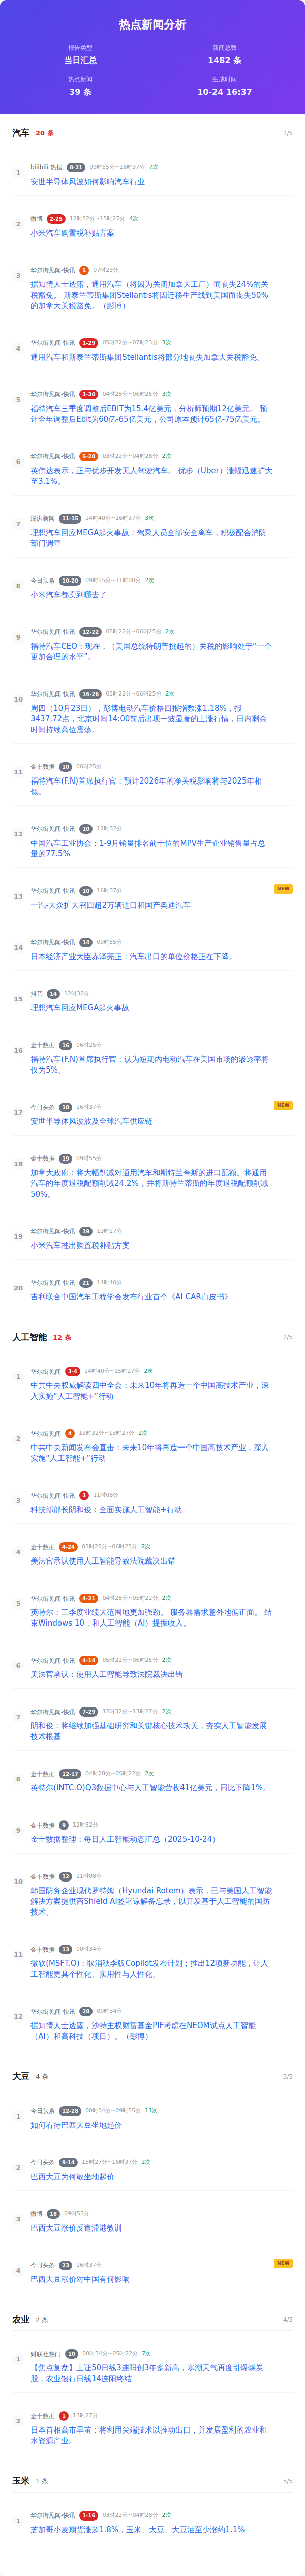 热点新闻分析
报告类型
当日汇总
新闻总数
1482 条
热点新闻
39 条
生成时间
10-24 16:37
汽车 20 条 1/5
1
bilibili 热搜 8-21 09时55分~16时37分 7次
安世半导体风波如何影响汽车行业
2
微博 2-25 12时32分~15时27分 4次
小米汽车购置税补贴方案
3
华尔街见闻-快讯 5 07时23分
据知情人士透露，通用汽车（将因为关闭加拿大工厂）而丧失24%的关
税豁免。 斯泰兰蒂斯集团Stellantis将因迁移生产线到美国而丧失50%
的加拿大关税豁免。（彭博）
4
华尔街见闻-快讯 1-29 05时22分~07时23分 3次
通用汽车和斯泰兰蒂斯集团Stellantis将部分地丧失加拿大关税豁免。
5
华尔街见闻-快讯 3-30 04时28分~06时25分 3次
福特汽车三季度调整后EBIT为15.4亿美元，分析师预期12亿美元。 预
计全年调整后Ebit为60亿-65亿美元，公司原本预计65亿-75亿美元。
6
华尔街见闻-快讯 5-20 03时22分~04时28分 2次
英伟达表示，正与优步开发无人驾驶汽车。 优步（Uber）涨幅迅速扩大
至3.1%。
7
澎湃新闻 11-15 14时40分~16时37分 3次
理想汽车回应MEGA起火事故：驾乘人员全部安全离车，积极配合消防
部门调查
8
今日头条 10-20 09时55分~11时08分 2次
小米汽车都卖到哪去了
9
华尔街见闻-快讯 12-22 05时22分~06时25分 2次
福特汽车CEO：现在，（美国总统特朗普挑起的）关税的影响处于“一个
更加合理的水平”。
10
华尔街见闻-快讯 16-26 05时22分~06时25分 2次
周四（10月23日），彭博电动汽车价格回报指数涨1.18%，报
3437.72点，北京时间14:00前后出现一波显著的上涨行情，日内剩余
时间持续高位震荡。
11
金十数据 10 06时25分
福特汽车(F.N)首席执行官：预计2026年的净关税影响将与2025年相
似。
12
华尔街见闻-快讯 10 12时32分
中国汽车工业协会：1-9月销量排名前十位的MPV生产企业销售量占总
量的77.5%
13
华尔街见闻-快讯 10 16时37分 NEW
一汽-大众扩大召回超2万辆进口和国产奥迪汽车
14
华尔街见闻-快讯 14 09时55分
日本经济产业大臣赤泽亮正：汽车出口的单位价格正在下降。
15
抖音 14 12时32分
理想汽车回应MEGA起火事故
16
金十数据 16 06时25分
福特汽车(F.N)首席执行官：认为短期内电动汽车在美国市场的渗透率将
仅为5%。
17
今日头条 18 16时37分 NEW
安世半导体风波波及全球汽车供应链
18
金十数据 19 09时55分
加拿大政府：将大幅削减对通用汽车和斯特兰蒂斯的进口配额。将通用
汽车的年度退税配额削减24.2%，并将斯特兰蒂斯的年度退税配额削减
50%。
19
华尔街见闻-快讯 19 13时27分
小米汽车推出购置税补贴方案
20
华尔街见闻-快讯 21 14时40分
吉利联合中国汽车工程学会发布行业首个《AI CAR白皮书》
人工智能 12 条 2/5
1
华尔街见闻 3-4 14时40分~15时27分 2次
中共中央权威解读四中全会：未来10年将再造一个中国高技术产业，深
入实施“人工智能+”行动
2
华尔街见闻 4 12时32分~13时27分 2次
中共中央新闻发布会直击：未来10年将再造一个中国高技术产业，深入
实施“人工智能+”行动
3
华尔街见闻-快讯 3 11时08分
科技部部长阴和俊：全面实施人工智能+行动
4
金十数据 4-24 05时22分~06时25分 2次
美法官承认使用人工智能导致法院裁决出错
5
华尔街见闻-快讯 4-21 04时28分~05时22分 2次
英特尔：三季度业绩大范围地更加强劲。 服务器需求意外地偏正面。 结
束Windows 10，和人工智能（AI）提振收入。
6
华尔街见闻-快讯 4-14 05时22分~06时25分 2次
美法官承认：使用人工智能导致法院裁决出错
7
华尔街见闻-快讯 7-29 12时32分~13时27分 2次
阴和俊：将继续加强基础研究和关键核心技术攻关，夯实人工智能发展
技术根基
8
金十数据 12-17 04时28分~05时22分 2次
英特尔(INTC.O)Q3数据中心与人工智能营收41亿美元，同比下降1%。
9
金十数据 9 12时32分
金十数据整理：每日人工智能动态汇总（2025-10-24）
10
金十数据 12 11时08分
韩国防务企业现代罗特姆（Hyundai Rotem）表示，已与美国人工智能
解决方案提供商Shield AI签署谅解备忘录，以开发基于人工智能的国防
技术。
11
金十数据 13 00时34分
微软(MSFT.O)：取消秋季版Copilot发布计划；推出12项新功能，让人
工智能更具个性化、实用性与人性化。
12
华尔街见闻-快讯 28 00时34分
据知情人士透露，沙特主权财富基金PIF考虑在NEOM试点人工智能
（AI）和高科技（项目）。（彭博）
大豆 4 条 3/5
1
今日头条 12-28 00时34分~09时55分 11次
如何看待巴西大豆坐地起价
2
今日头条 9-14 15时27分~16时37分 2次
巴西大豆为何敢坐地起价
3
微博 18 09时55分
巴西大豆涨价反遭滞港教训
4
今日头条 23 16时37分 NEW
巴西大豆涨价对中国有何影响
农业 2 条 4/5
1
财联社热门 10 00时34分~05时22分 7次
【焦点复盘】上证50日线3连阳创3年多新高，寒潮天气再度引爆煤炭
股，农业银行日线14连阳终结
2
金十数据 1 13时27分
日本首相高市早苗：将利用尖端技术以推动出口，并发展盈利的农业和
水资源产业。
玉米 1 条 5/5
1
华尔街见闻-快讯 1-16 03时22分~04时28分 2次
芝加哥小麦期货涨超1.8%，玉米、大豆、大豆油至少涨约1.1%